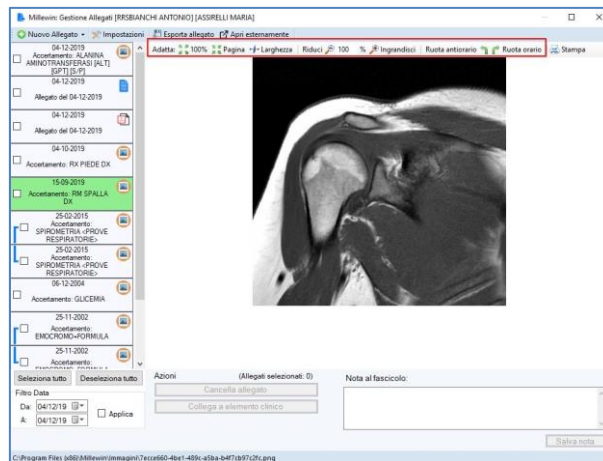 Millewin: Gestione Allegati [RRSBIANCHI ANTONIO] [ASSIRELLI MARIA]
Nuovo Allegato Impostazioni Esporta allegato Apri esternamente
Adatta: 100% Pagina Larghezza Riduci 100 % Ingrandisci Ruota antiorario Ruota orario Stampa
04-12-2019
Accertamento: ALANINA
AMINOTRANSFERASI [ALT]
[GPT] [S/P]
04-12-2019
Allegato del 04-12-2019
04-12-2019
Allegato del 04-12-2019
04-10-2019
Accertamento: RX PIEDE DX
15-09-2019
Accertamento: RM SPALLA
DX
25-02-2015
Accertamento:
SPIROMETRIA <PROVE
RESPIRATORIE>
25-02-2015
Accertamento:
SPIROMETRIA <PROVE
RESPIRATORIE>
06-12-2004
Accertamento: GLICEMIA
25-11-2002
Accertamento:
EMOCROMO+FORMULA
25-11-2002
Accertamento:
EMOCROMO+FORMULA
Seleziona tutto Deseleziona tutto
Filtro Data
Da: 04/12/19
A: 04/12/19
Applica
Azioni (Allegati selezionati: 0)
Cancella allegato
Collega a elemento clinico
Nota al fascicolo:
Salva nota
C:\Program Files (x86)\Millewin\Immagini\7ecce660-4be1-489c-a5ba-b4f7cb97c2fc.png